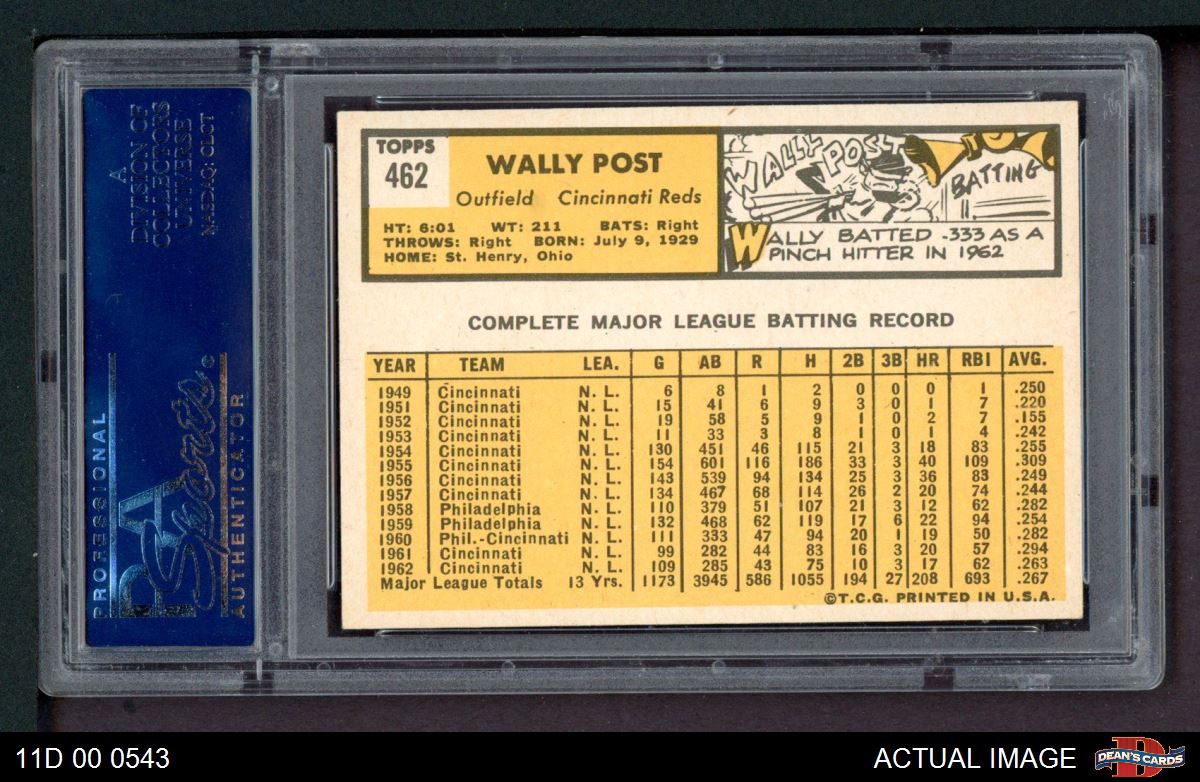 A
DIVISION OF
COLLECTORS
UNIVERSE
NASDAQ: CLCT
PROFESSIONAL
PSA
Sports
AUTHENTICATOR
TOPPS
462
WALLY POST
Outfield Cincinnati Reds
HT: 6:01 WT: 211 BATS: Right
THROWS: Right BORN: July 9, 1929
HOME: St. Henry, Ohio
WALLY POST
BATTING
WALLY BATTED .333 AS A
PINCH HITTER IN 1962
COMPLETE MAJOR LEAGUE BATTING RECORD
YEAR TEAM LEA. G AB R H 2B 3B HR RBI AVG.
1949 Cincinnati N. L. 6 8 1 2 0 0 0 1 .250
1951 Cincinnati N. L. 15 41 6 9 3 0 1 7 .220
1952 Cincinnati N. L. 19 58 5 9 1 0 2 7 .155
1953 Cincinnati N. L. 11 33 3 8 1 0 1 4 .242
1954 Cincinnati N. L. 130 451 46 115 21 3 18 83 .255
1955 Cincinnati N. L. 154 601 116 186 33 3 40 109 .309
1956 Cincinnati N. L. 143 539 94 134 25 3 36 83 .249
1957 Cincinnati N. L. 134 467 68 114 26 2 20 74 .244
1958 Philadelphia N. L. 110 379 51 107 21 3 12 62 .282
1959 Philadelphia N. L. 132 468 62 119 17 6 22 94 .254
1960 Phil.-Cincinnati N. L. 111 333 47 94 20 1 19 50 .282
1961 Cincinnati N. L. 99 282 44 83 16 3 20 57 .294
1962 Cincinnati N. L. 109 285 43 75 10 3 17 62 .263
Major League Totals 13 Yrs. 1173 3945 586 1055 194 27 208 693 .267
©T.C.G. PRINTED IN U.S.A.
11D 00 0543
ACTUAL IMAGE
D
DEAN'S CARDS